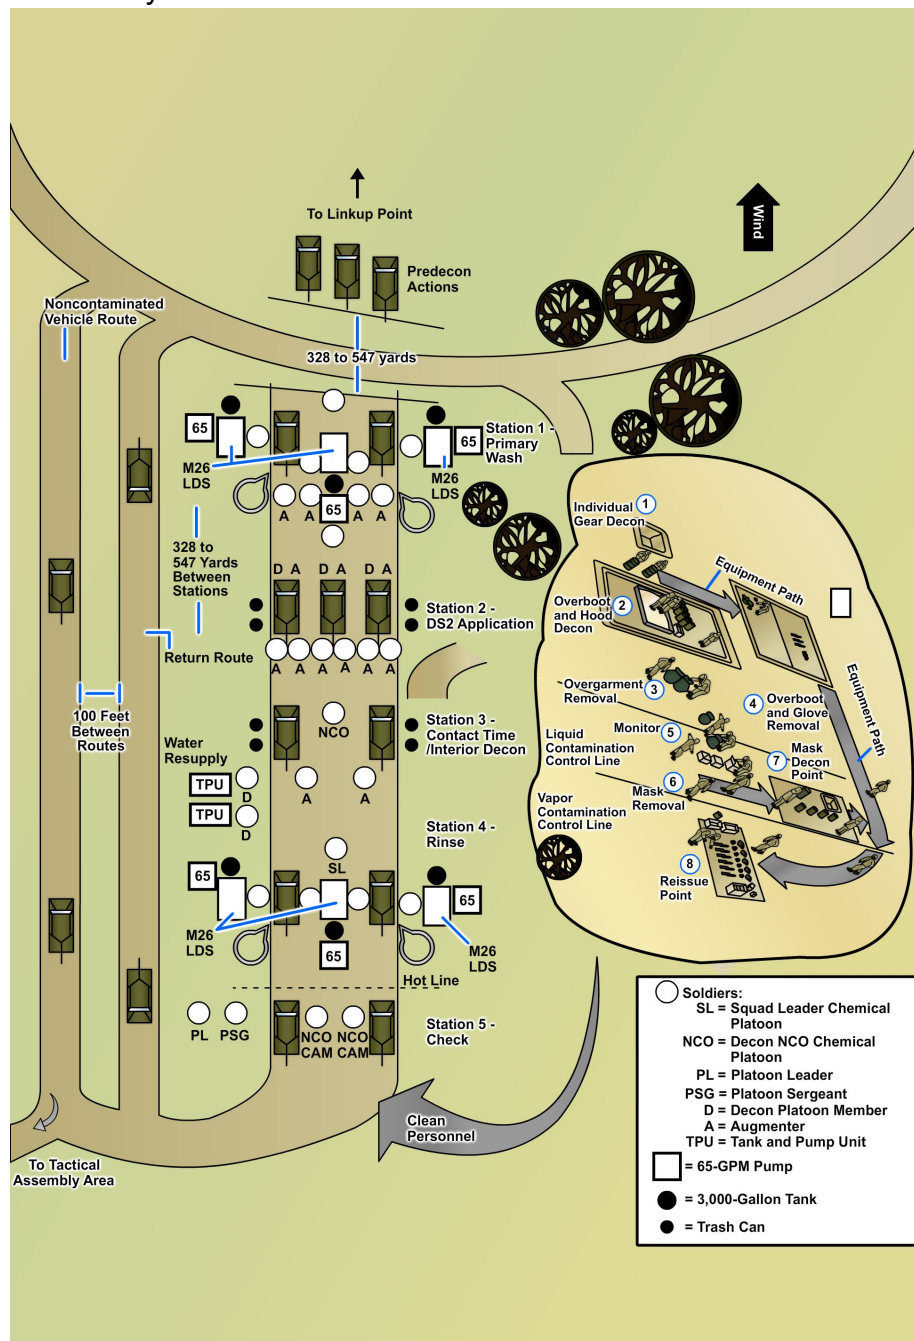 To Linkup Point
Wind
Predecon
Actions
Noncontaminated
Vehicle Route
328 to 547 yards
65
65
Station 1 -
Primary
Wash
M26
LDS
M26
LDS
65
A
A
A
A
328 to
547 Yards
Between
Stations
D A
D A
D A
Station 2 -
DS2 Application
Return Route
A
A
A
A
A
A
100 Feet
Between
Routes
NCO
Station 3 -
Contact Time
/Interior Decon
Water
Resupply
TPU
D
A
A
TPU
D
Station 4 -
Rinse
SL
65
65
M26
LDS
M26
LDS
65
Hot Line
PL
PSG
NCO
CAM
NCO
CAM
Station 5 -
Check
Clean
Personnel
To Tactical
Assembly Area
Individual
Gear Decon
1
Equipment Path
Overboot
and Hood
Decon
2
Overgarment
Removal
3
4
Overboot
and Glove
Removal
Equipment Path
Monitor
5
Liquid
Contamination
Control Line
6
Mask
Removal
7
Mask
Decon
Point
Vapor
Contamination
Control Line
8
Reissue
Point
Soldiers:
SL = Squad Leader Chemical
Platoon
NCO = Decon NCO Chemical
Platoon
PL = Platoon Leader
PSG = Platoon Sergeant
D = Decon Platoon Member
A = Augmenter
TPU = Tank and Pump Unit
= 65-GPM Pump
= 3,000-Gallon Tank
= Trash Can